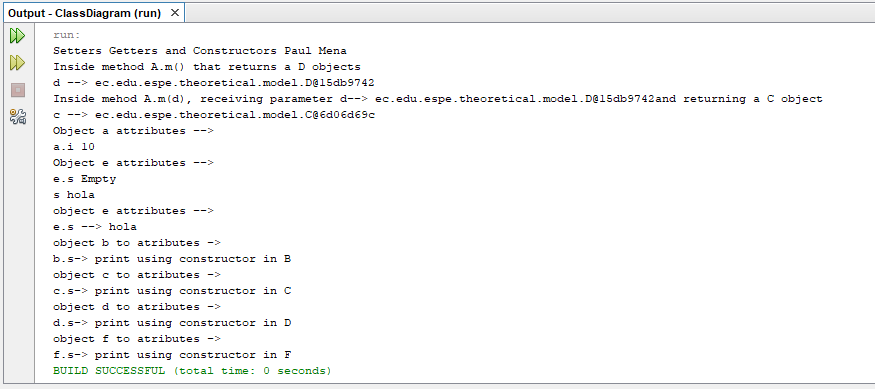 Output - ClassDiagram (run) ×
run:
Setters Getters and Constructors Paul Mena
Inside method A.m() that returns a D objects
d --> ec.edu.espe.theoretical.model.D@15db9742
Inside mehod A.m(d), receiving parameter d--> ec.edu.espe.theoretical.model.D@15db9742and returning a C object
c --> ec.edu.espe.theoretical.model.C@6d06d69c
Object a attributes -->
a.i 10
Object e attributes -->
e.s Empty
s hola
object e attributes -->
e.s --> hola
object b to atributes ->
b.s-> print using constructor in B
object c to atributes ->
c.s-> print using constructor in C
object d to atributes ->
d.s-> print using constructor in D
object f to atributes ->
f.s-> print using constructor in F
BUILD SUCCESSFUL (total time: 0 seconds)